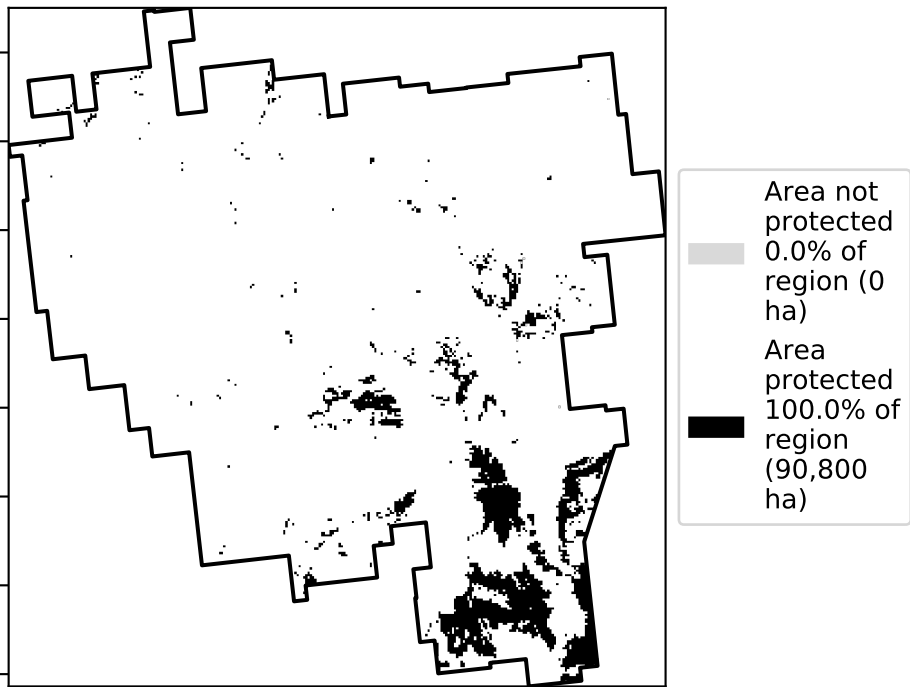 Area not
protected
0.0% of
region (0
ha)
Area
protected
100.0% of
region
(90,800
ha)